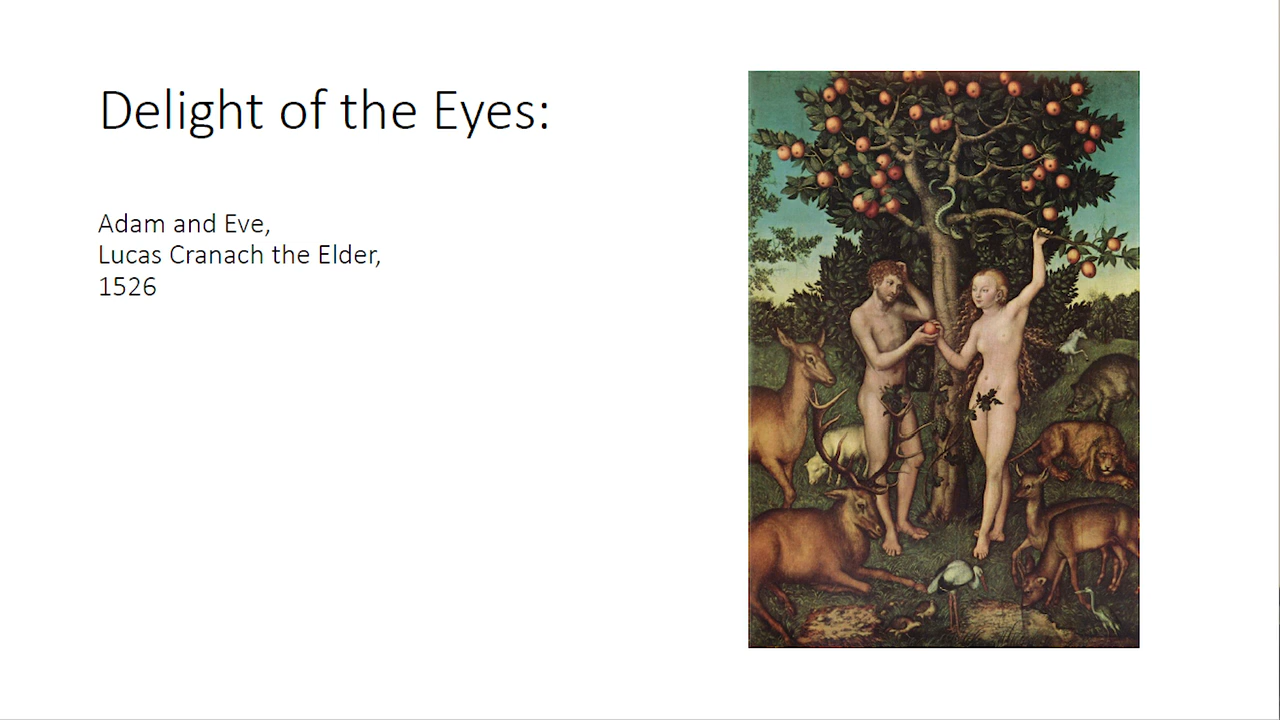 Delight of the Eyes:
Adam and Eve,
Lucas Cranach the Elder,
1526